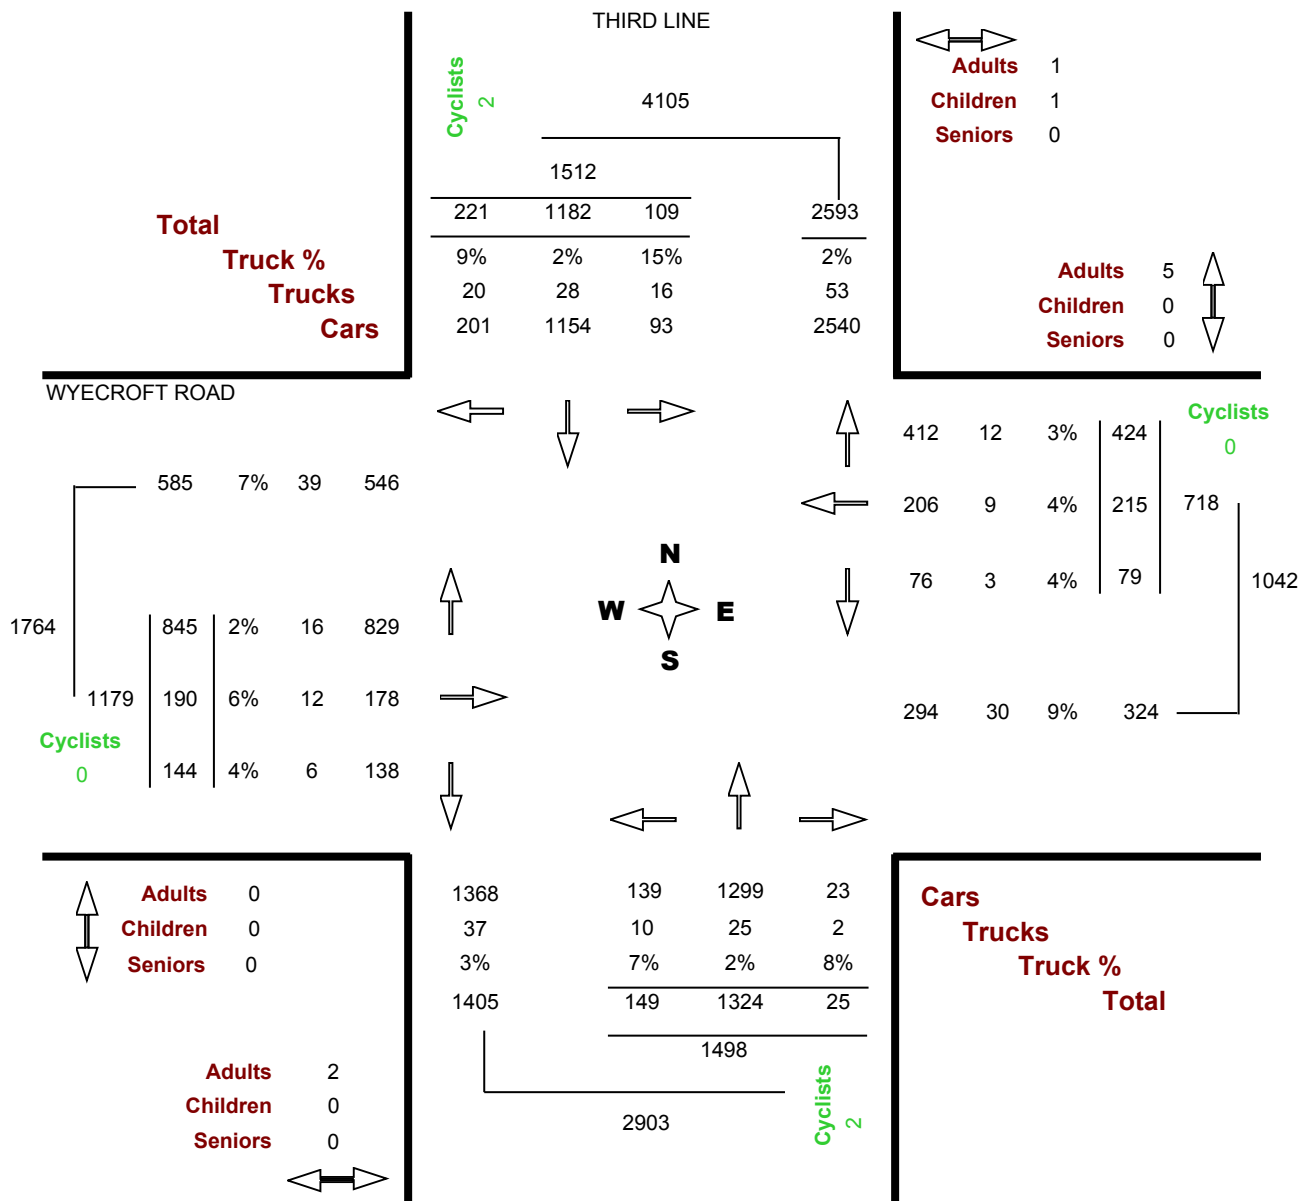 THIRD LINE
Cyclists
2
4105
Adults 1
Children 1
Seniors 0
1512
221 1182 109 2593
Total
Truck %
Trucks
Cars
9% 2% 15% 2%
20 28 16 53
201 1154 93 2540
Adults 5
Children 0
Seniors 0
WYECROFT ROAD
Cyclists
0
412 12 3% 424
585 7% 39 546
206 9 4% 215 718
N
W E
S
76 3 4% 79
1042
1764
845 2% 16 829
1179 190 6% 12 178
294 30 9% 324
Cyclists
0
144 4% 6 138
Adults 0
Children 0
Seniors 0
1368 139 1299 23
37 10 25 2
3% 7% 2% 8%
1405 149 1324 25
Cars
Trucks
Truck %
Total
1498
Adults 2
Children 0
Seniors 0
2903
Cyclists
2